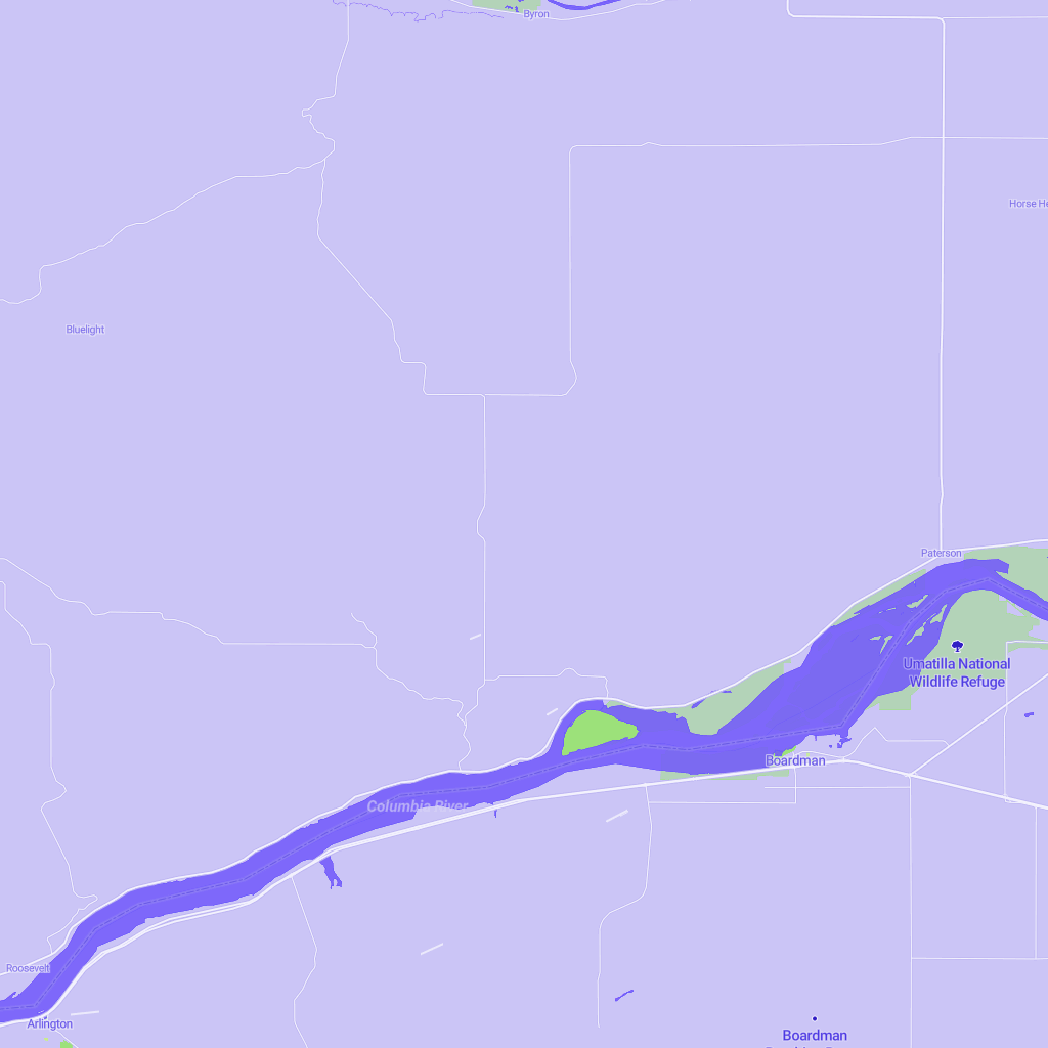 Byron
Horse He
Bluelight
Paterson
Umatilla National
Wildlife Refuge
Boardman
Columbia River
Roosevelt
Arlington
Boardman